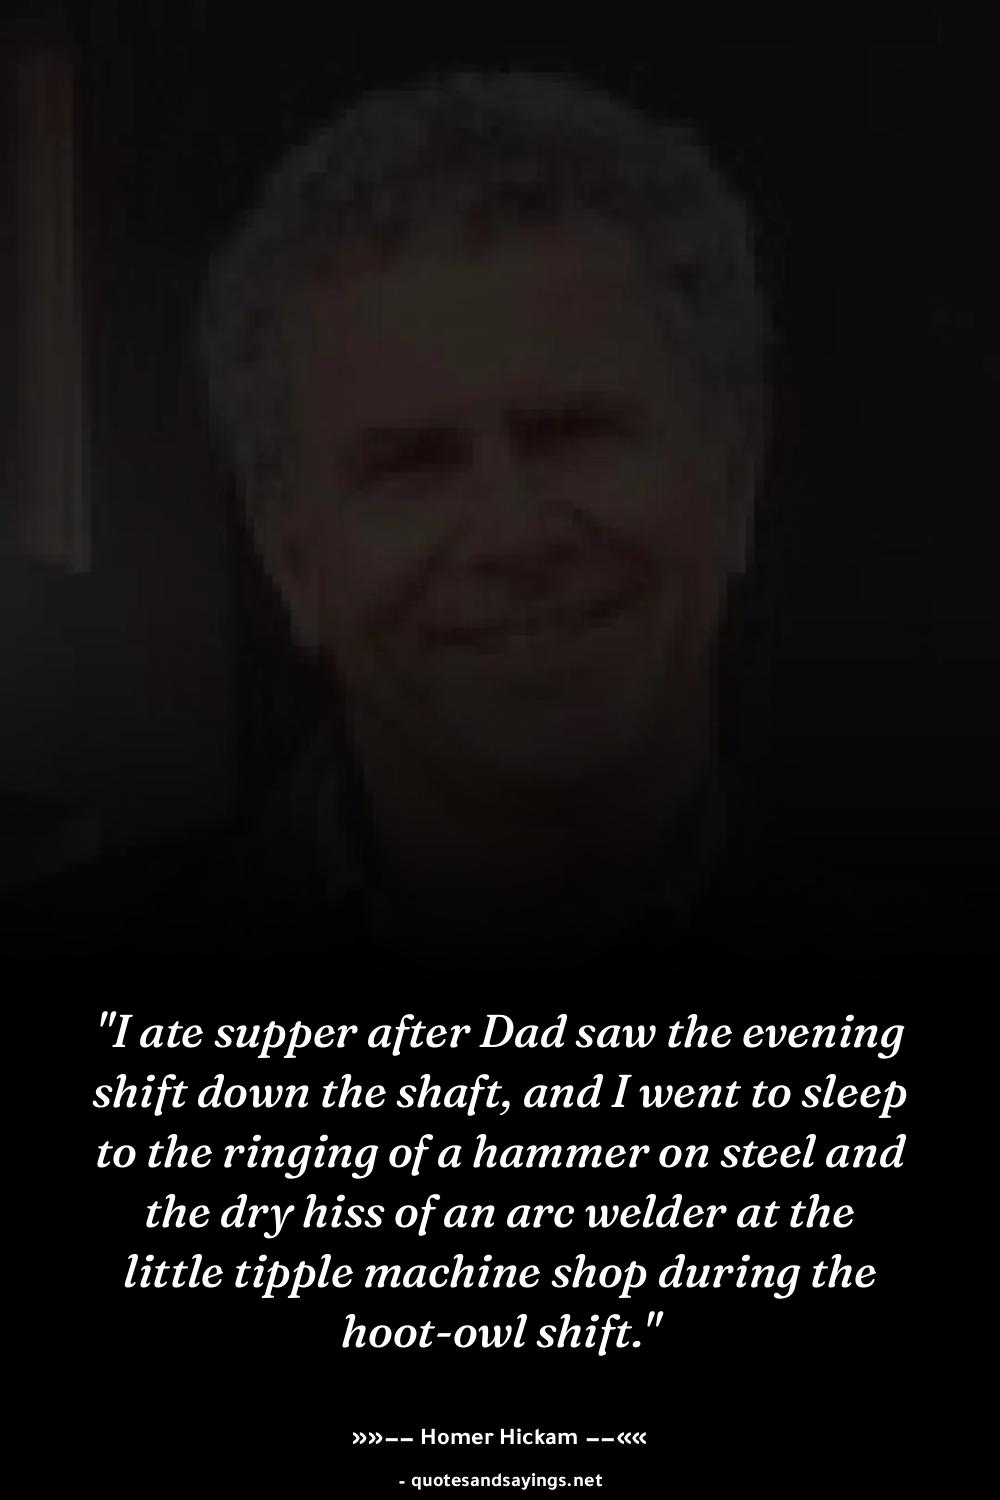 "I ate supper after Dad saw the evening
shift down the shaft, and I went to sleep
to the ringing of a hammer on steel and
the dry hiss of an arc welder at the
little tipple machine shop during the
hoot-owl shift."
»»−− Homer Hickam −−««
- quotesandsayings.net